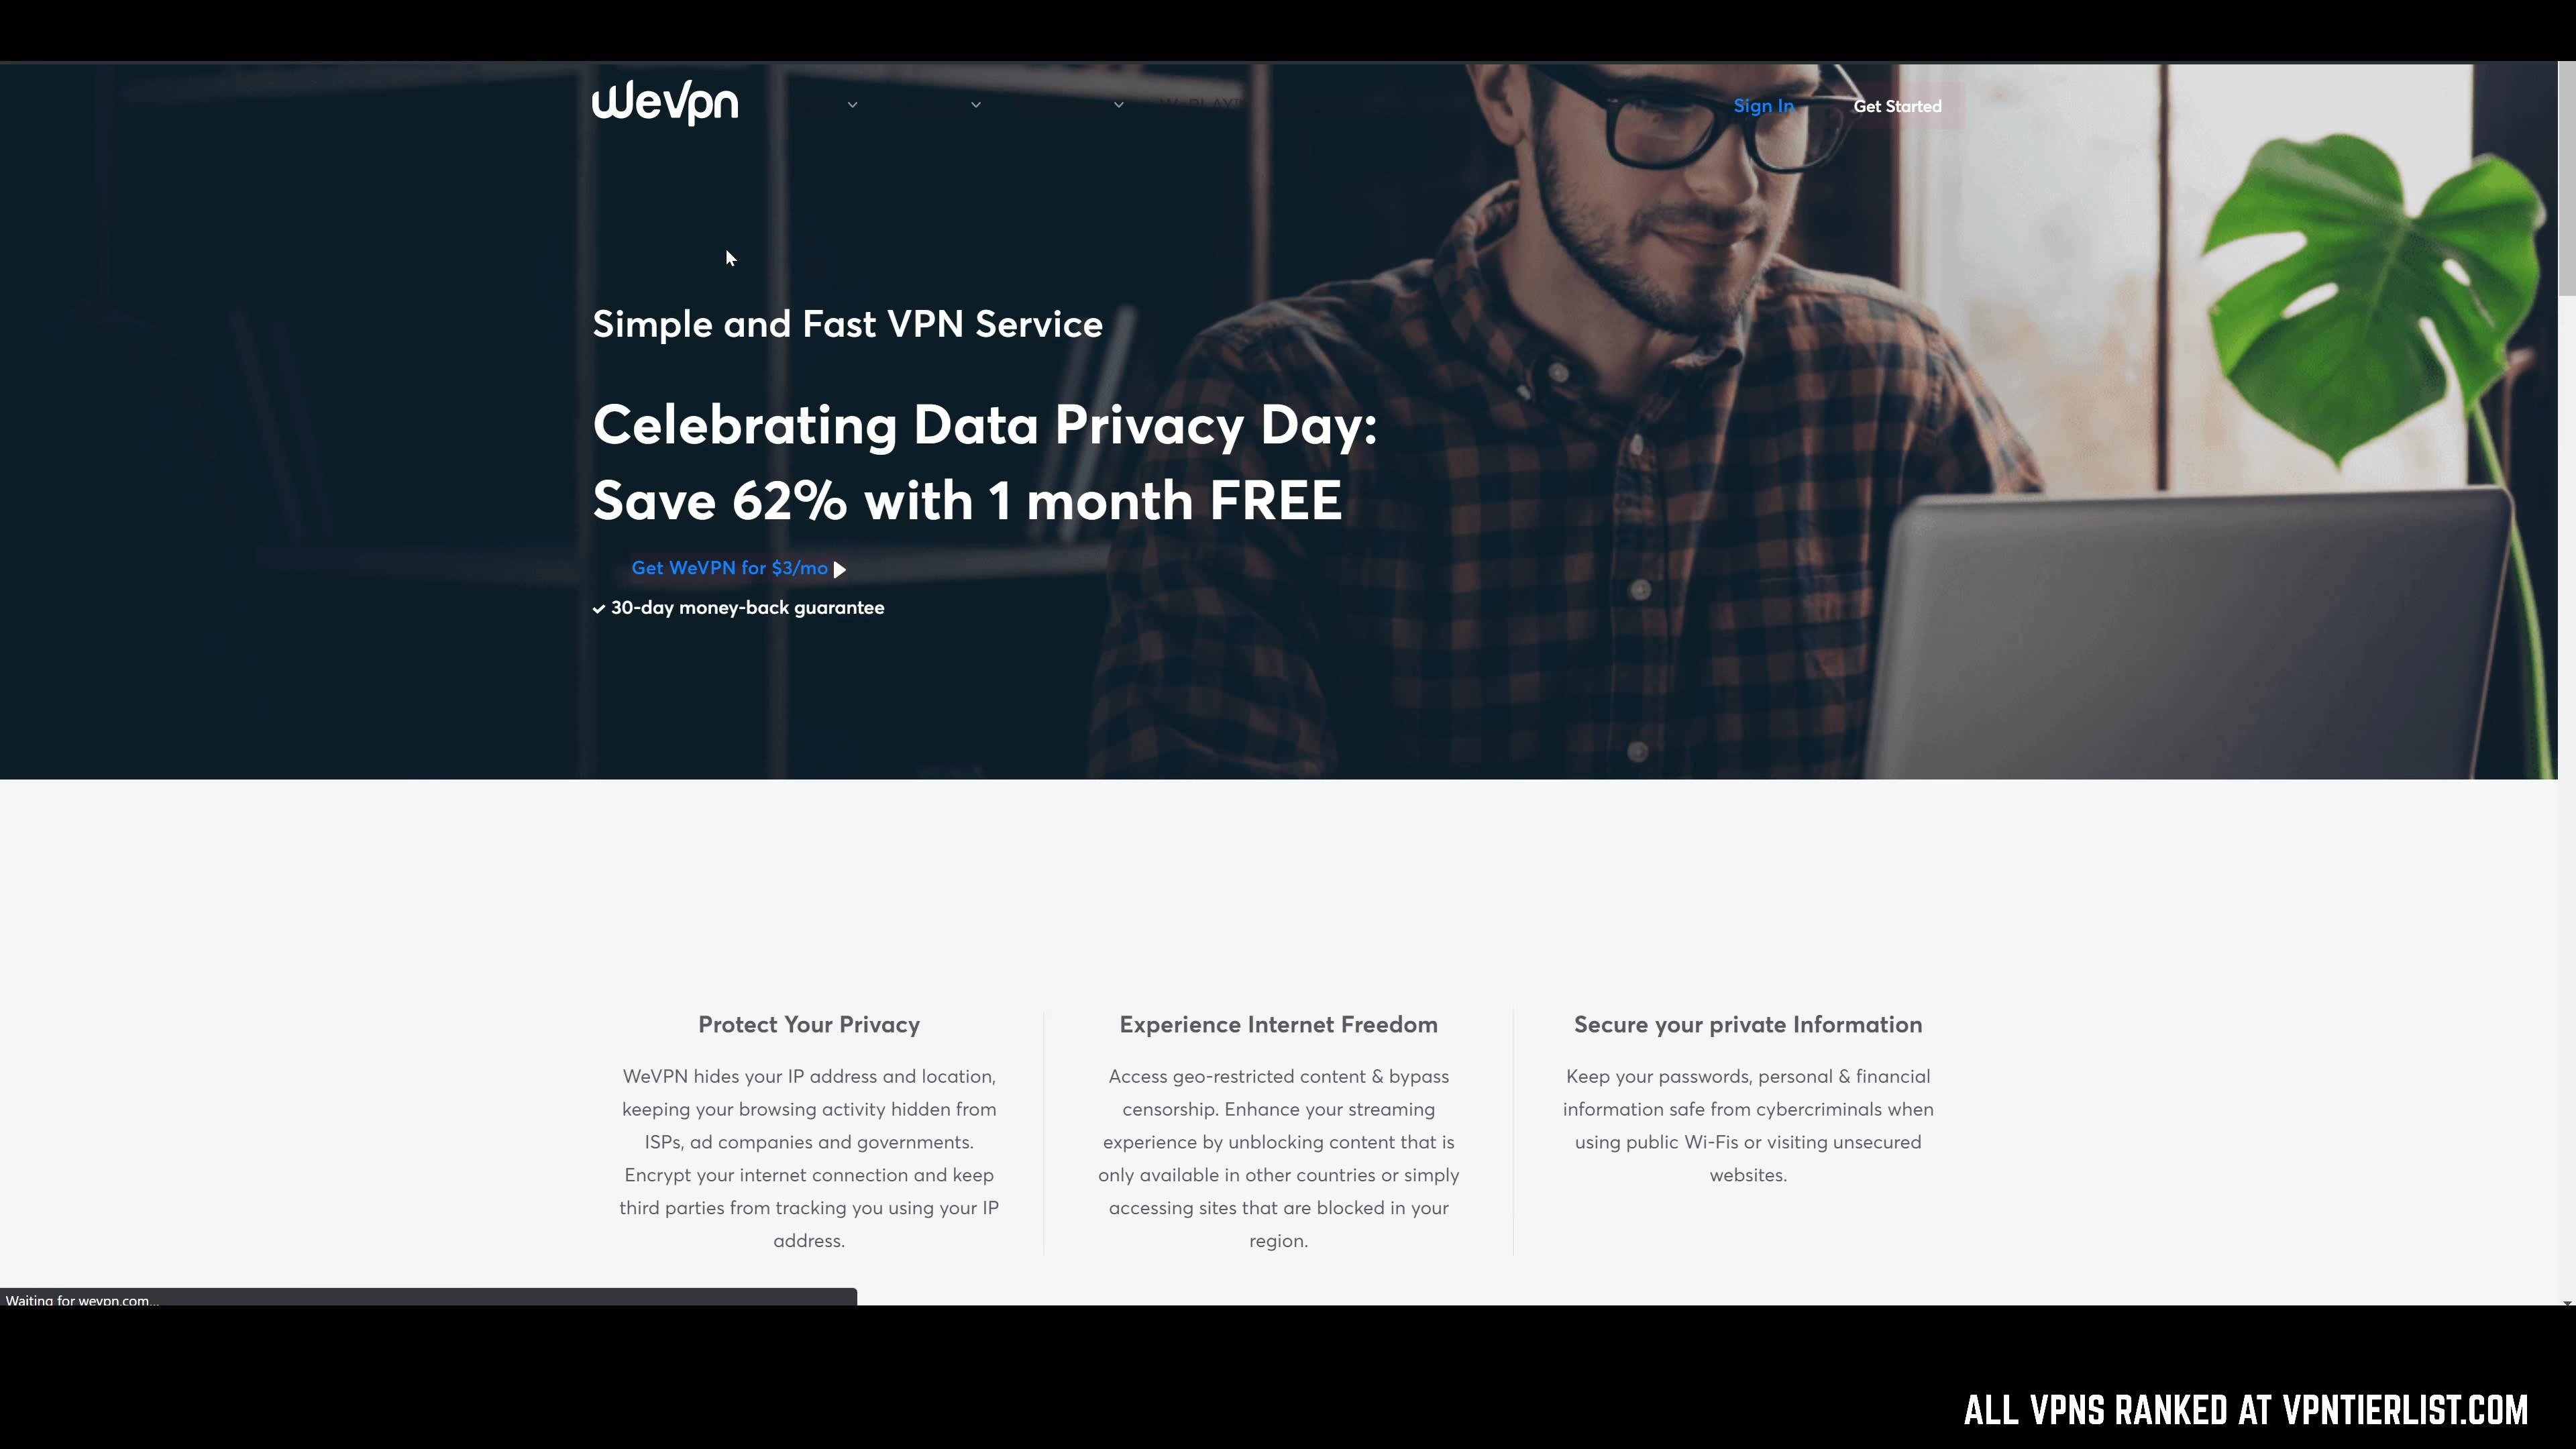 WeVpn
Sign In
Get Started
Simple and Fast VPN Service
Celebrating Data Privacy Day:
Save 62% with 1 month FREE
Get WeVPN for $3/mo
30-day money-back guarantee
Protect Your Privacy
WeVPN hides your IP address and location,
keeping your browsing activity hidden from
ISPs, ad companies and governments.
Encrypt your internet connection and keep
third parties from tracking you using your IP
address.
Experience Internet Freedom
Access geo-restricted content & bypass
censorship. Enhance your streaming
experience by unblocking content that is
only available in other countries or simply
accessing sites that are blocked in your
region.
Secure your private Information
Keep your passwords, personal & financial
information safe from cybercriminals when
using public Wi-Fis or visiting unsecured
websites.
Waiting for wevpn.com...
ALL VPNS RANKED AT VPNTIERLIST.COM